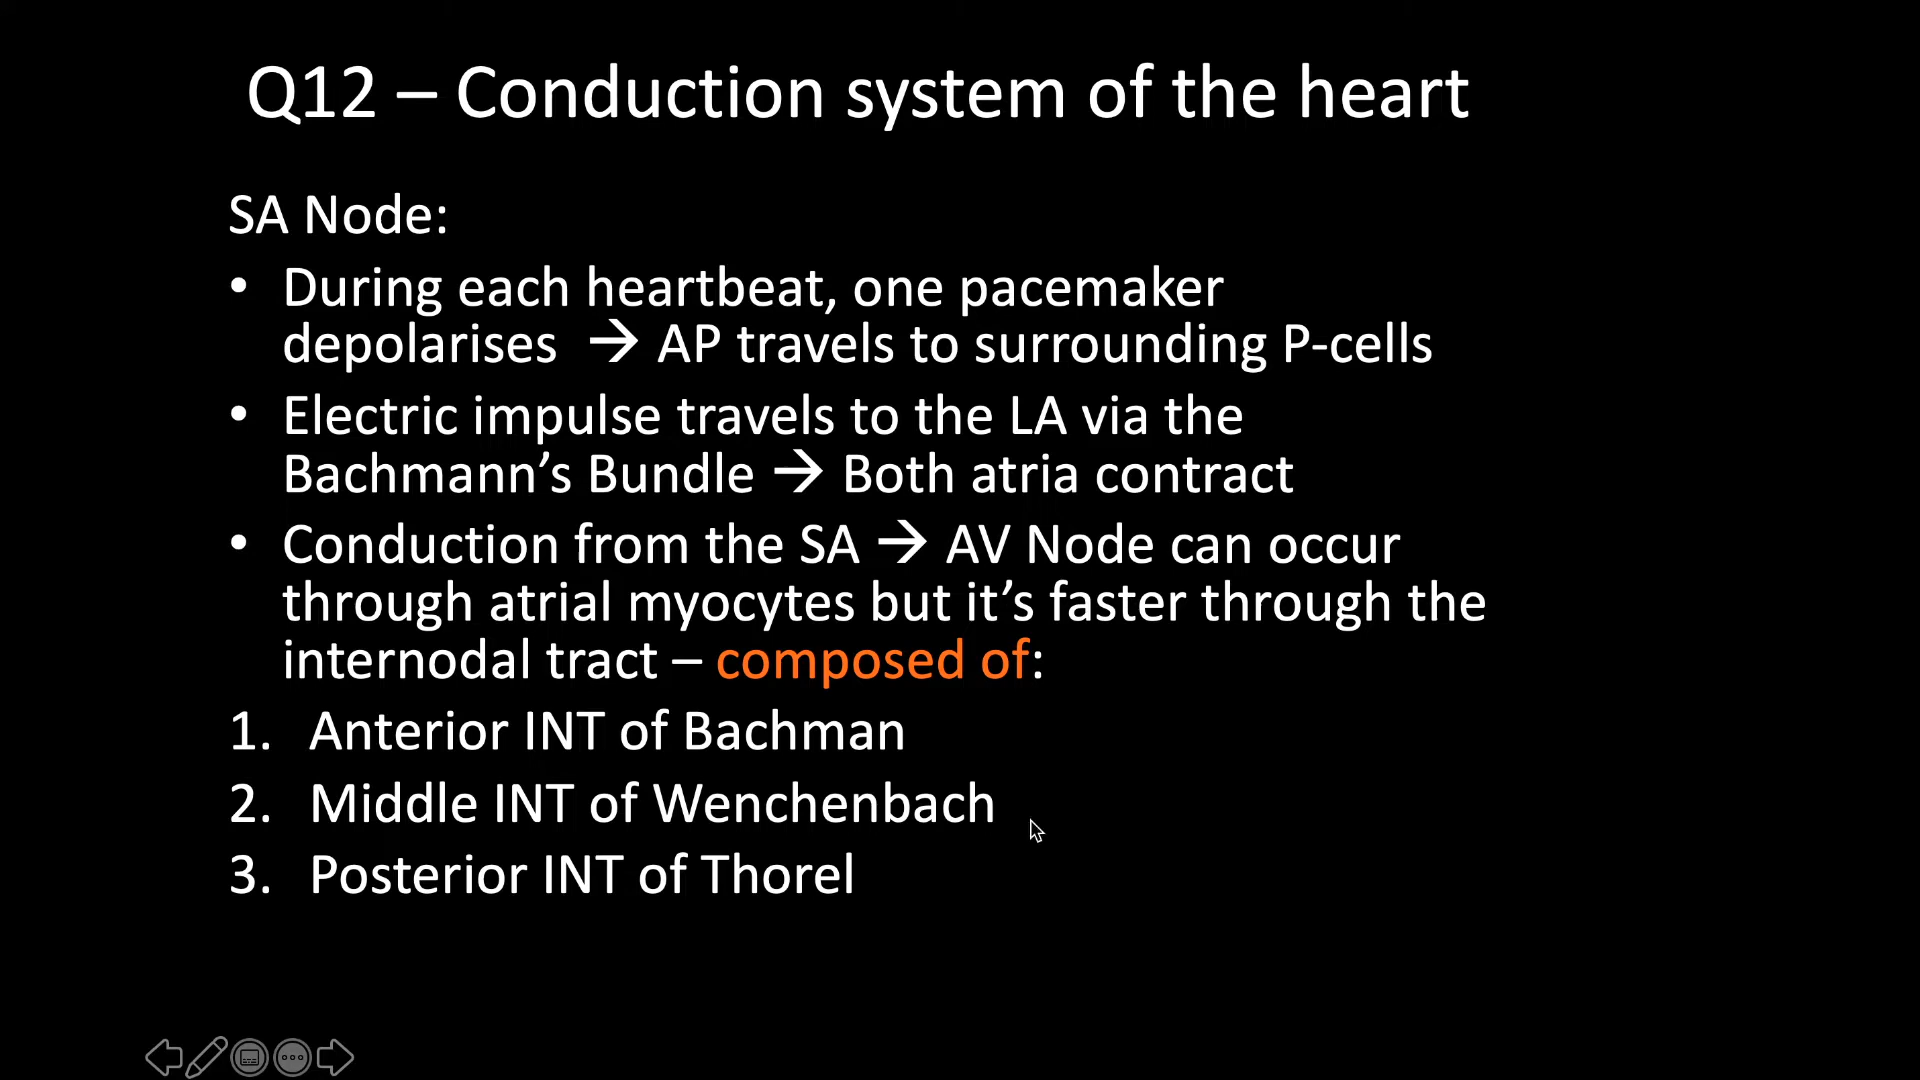 Q12 – Conduction system of the heart
SA Node:
• During each heartbeat, one pacemaker
depolarises → AP travels to surrounding P-cells
• Electric impulse travels to the LA via the
Bachmann’s Bundle → Both atria contract
• Conduction from the SA → AV Node can occur
through atrial myocytes but it’s faster through the
internodal tract – composed of:
1. Anterior INT of Bachman
2. Middle INT of Wenchenbach
3. Posterior INT of Thorel